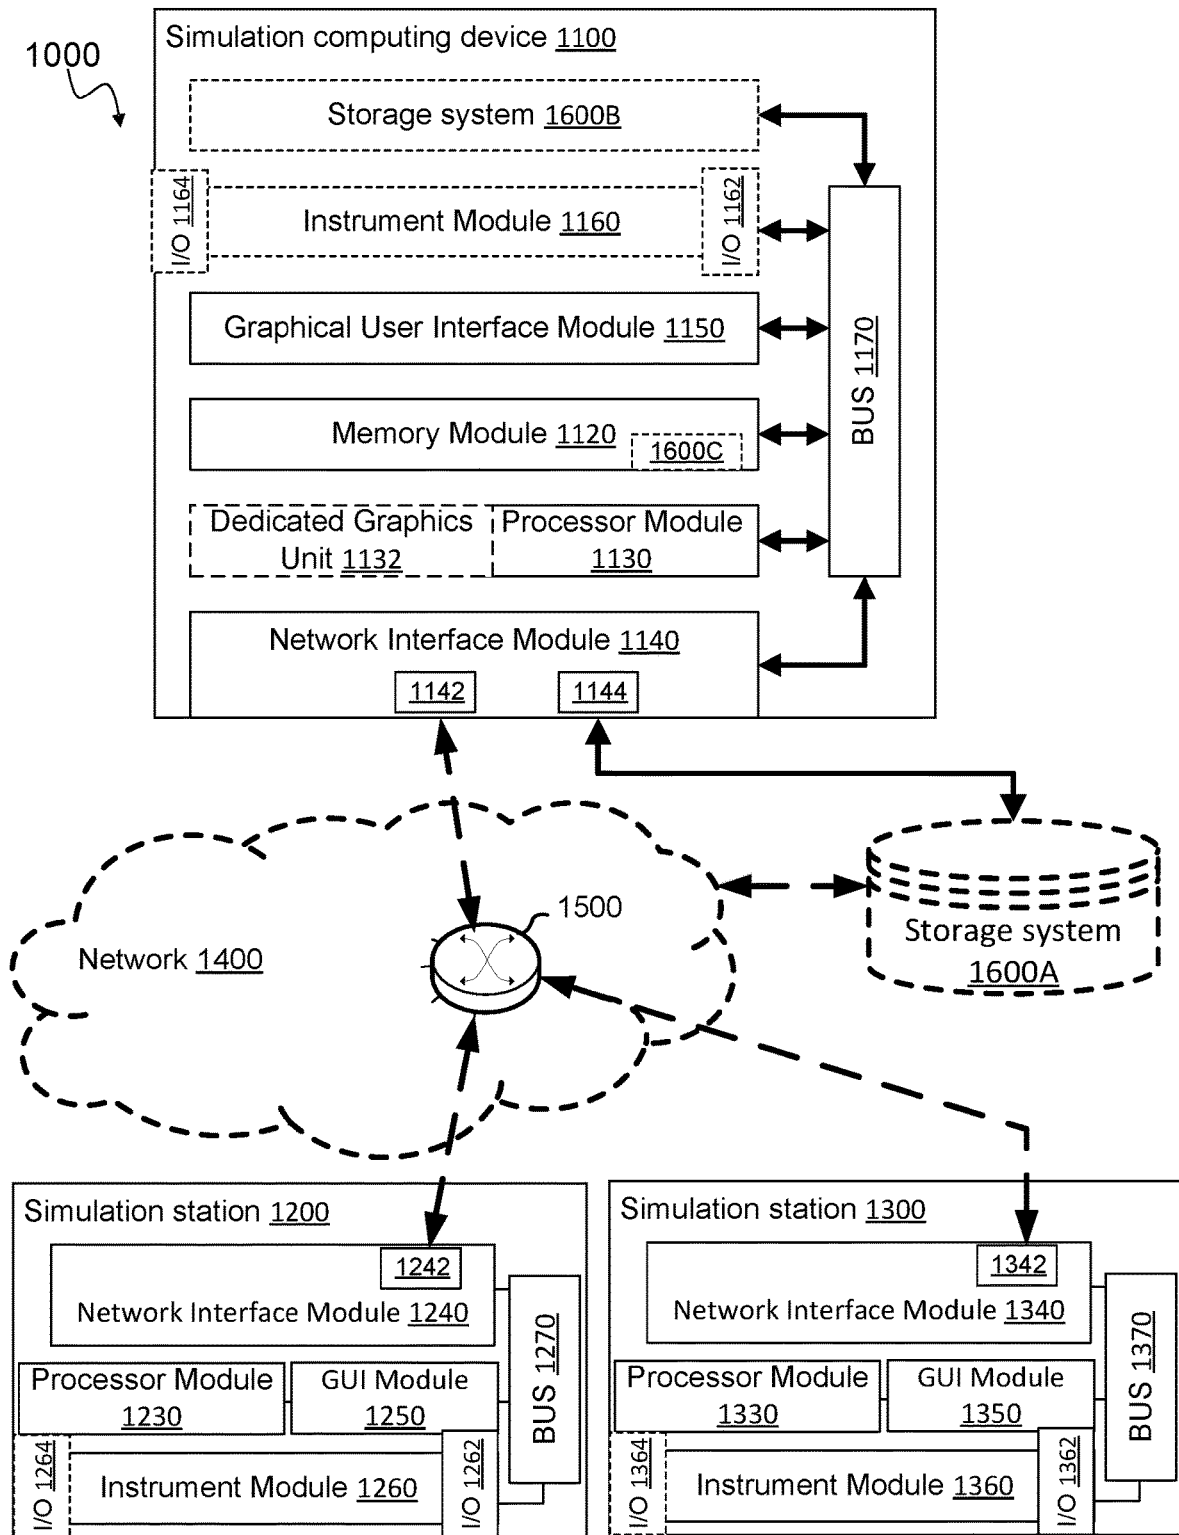 Simulation computing device 1100
1000
Storage system 1600B
I/O 1164
Instrument Module 1160
I/O 1162
Graphical User Interface Module 1150
BUS 1170
Memory Module 1120
1600C
Dedicated Graphics
Unit 1132
Processor Module
1130
Network Interface Module 1140
1142
1144
1500
Network 1400
Storage system
1600A
Simulation station 1200
1242
Network Interface Module 1240
BUS 1270
Processor Module
1230
GUI Module
1250
I/O 1264
Instrument Module 1260
I/O 1262
Simulation station 1300
1342
Network Interface Module 1340
BUS 1370
Processor Module
1330
GUI Module
1350
I/O 1364
Instrument Module 1360
I/O 1362